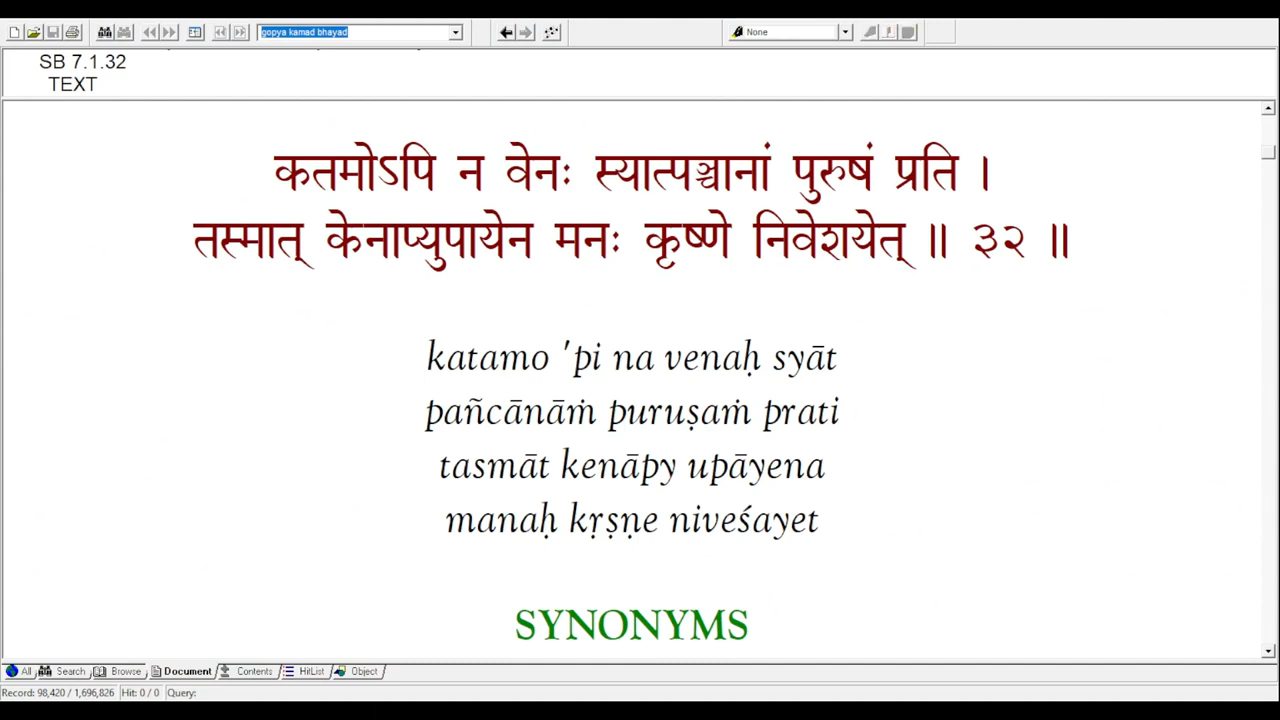 gopya kamad bhayad
None
SB 7.1.32
TEXT
कतमोऽपि न वेनः स्यात्पञ्चानां पुरुषं प्रति ।
तस्मात् केनाप्युपायेन मनः कृष्णे निवेशयेत् ॥ ३२ ॥
katamo 'pi na venaḥ syāt
pañcānāṁ puruṣaṁ prati
tasmāt kenāpy upāyena
manaḥ kṛṣṇe niveśayet
SYNONYMS
All Search Browse Document Contents HitList Object
Record: 98,420 / 1,696,826 Hit: 0 / 0 Query: